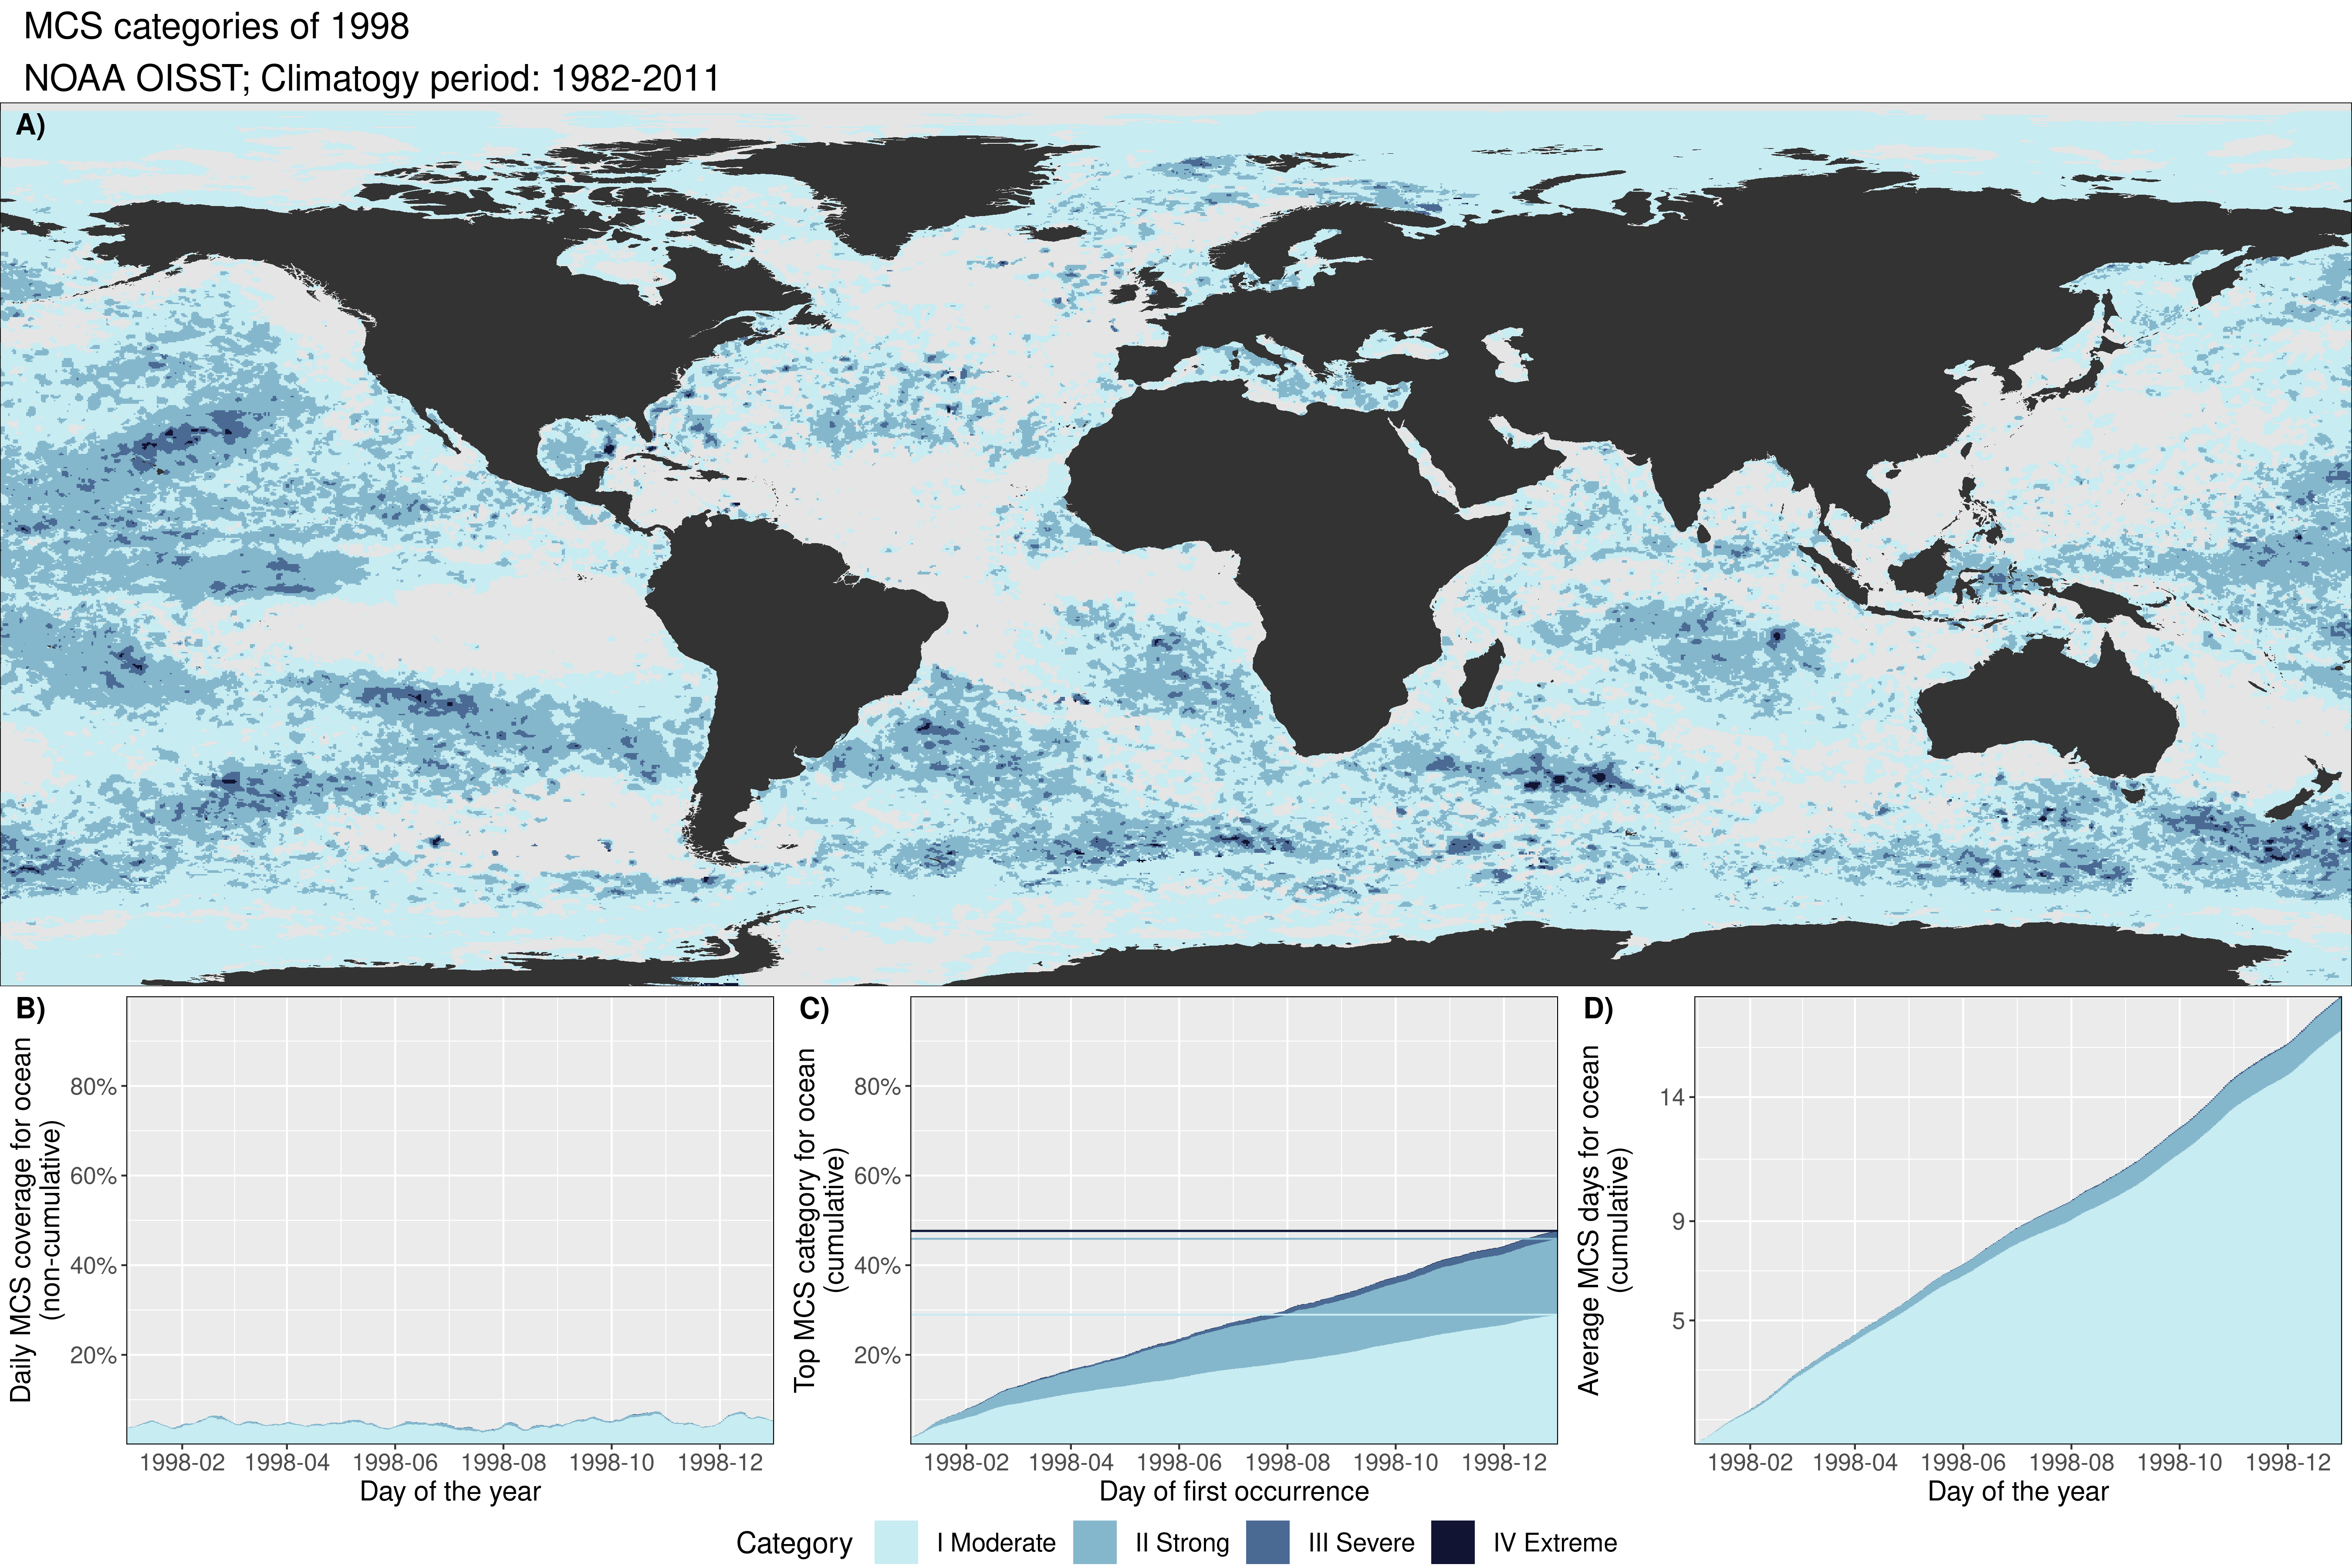 MCS categories of 1998
NOAA OISST; Climatogy period: 1982-2011
A)
B)
Daily MCS coverage for ocean
(non-cumulative)
80%
60%
40%
20%
1998-02 1998-04 1998-06 1998-08 1998-10 1998-12
Day of the year
C)
Top MCS category for ocean
(cumulative)
80%
60%
40%
20%
1998-02 1998-04 1998-06 1998-08 1998-10 1998-12
Day of first occurrence
D)
Average MCS days for ocean
(cumulative)
14
9
5
1998-02 1998-04 1998-06 1998-08 1998-10 1998-12
Day of the year
Category I Moderate II Strong III Severe IV Extreme